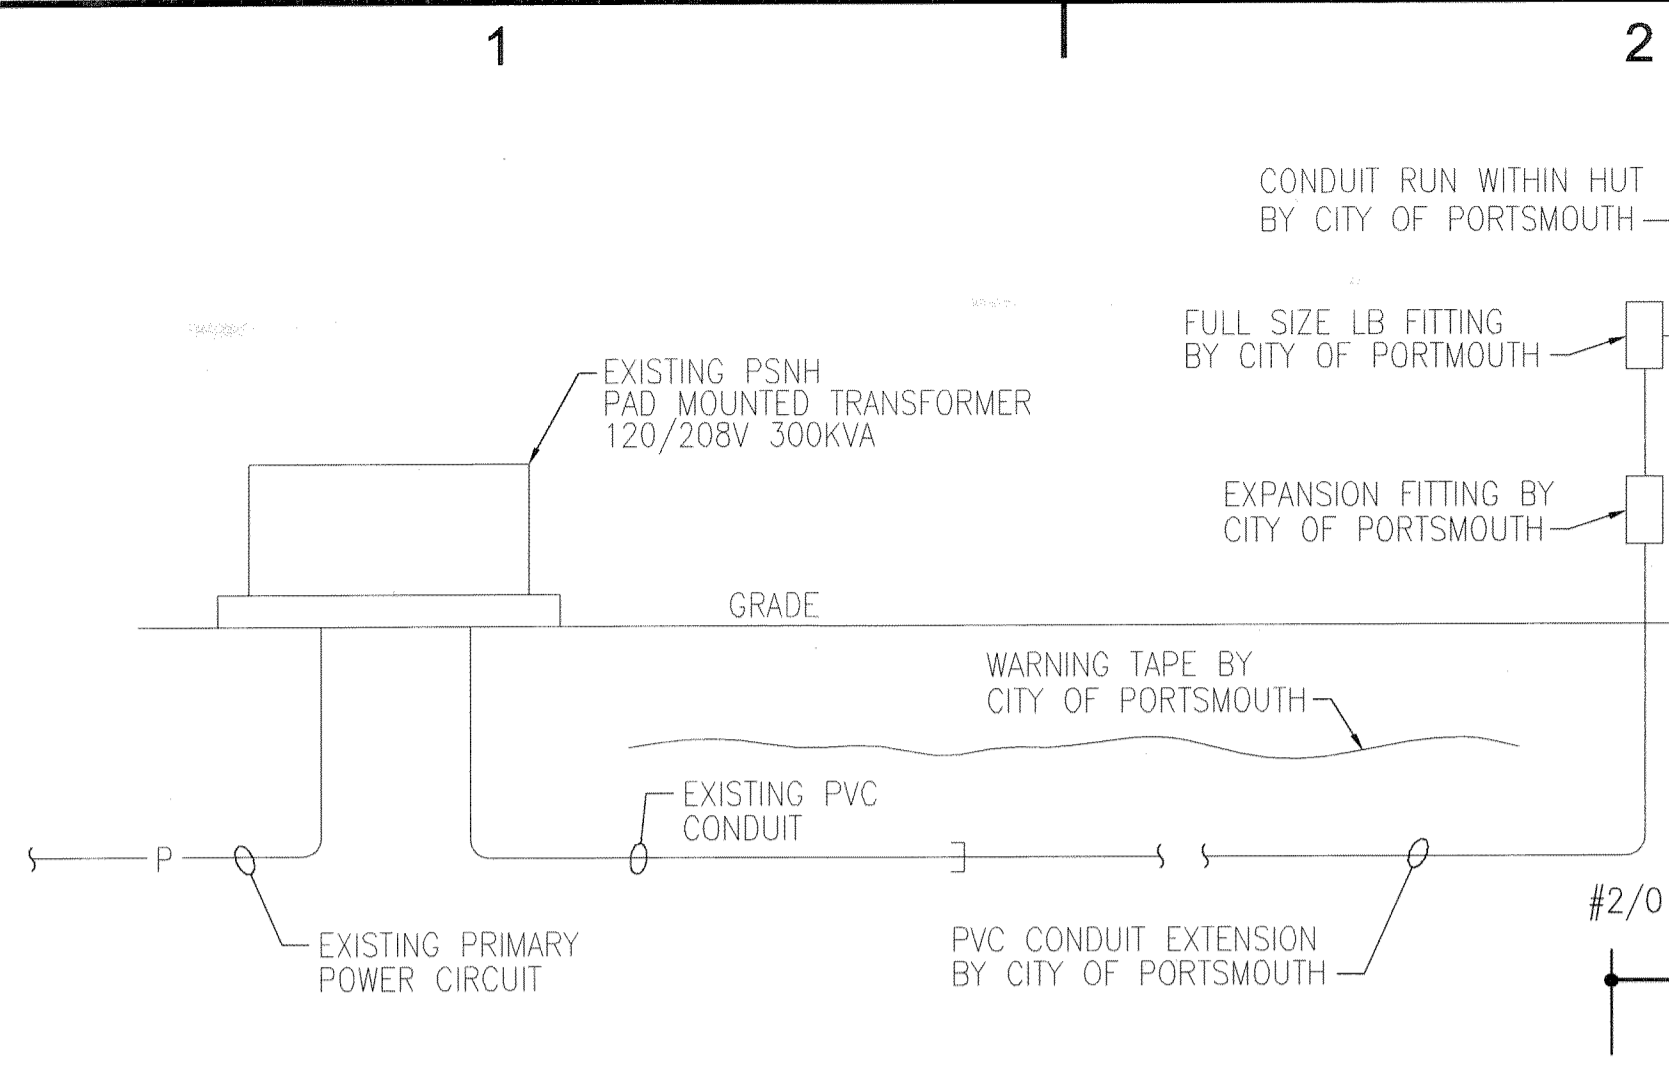 1
2
CONDUIT RUN WITHIN HUT
BY CITY OF PORTSMOUTH
FULL SIZE LB FITTING
BY CITY OF PORTMOUTH
EXISTING PSNH
PAD MOUNTED TRANSFORMER
120/208V 300KVA
EXPANSION FITTING BY
CITY OF PORTSMOUTH
GRADE
WARNING TAPE BY
CITY OF PORTSMOUTH
EXISTING PVC
CONDUIT
P
#2/0
EXISTING PRIMARY
POWER CIRCUIT
PVC CONDUIT EXTENSION
BY CITY OF PORTSMOUTH